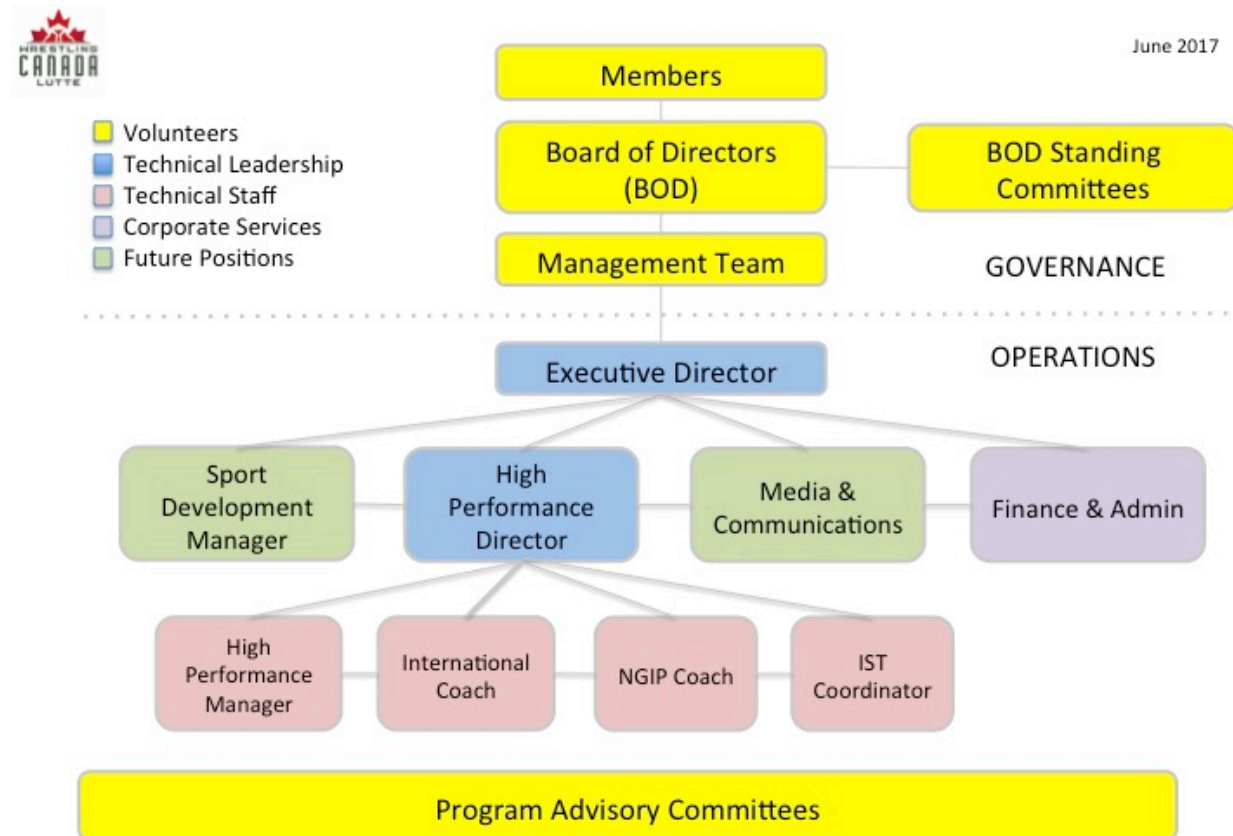 WRESTLING
CANADA
LUTTE
June 2017
Volunteers
Technical Leadership
Technical Staff
Corporate Services
Future Positions
Members
Board of Directors
(BOD)
BOD Standing
Committees
Management Team
GOVERNANCE
OPERATIONS
Executive Director
Sport
Development
Manager
High
Performance
Director
Media &
Communications
Finance & Admin
High
Performance
Manager
International
Coach
NGIP Coach
IST
Coordinator
Program Advisory Committees